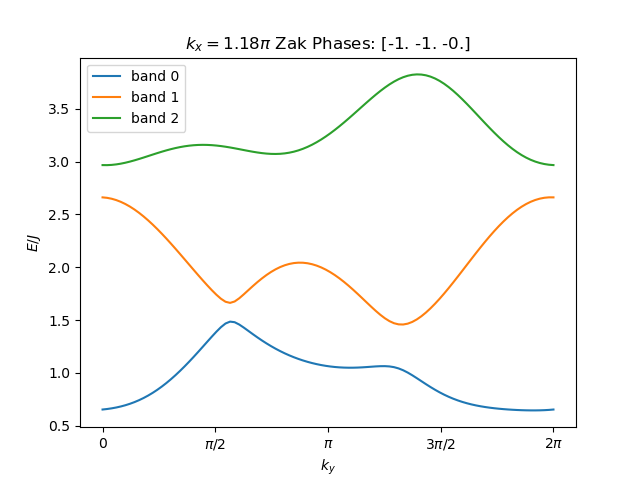 k_x = 1.18π Zak Phases: [-1. -1. -0.]
band 0
band 1
band 2
E/J
3.5
3.0
2.5
2.0
1.5
1.0
0.5
0
π/2
π
3π/2
2π
k_y